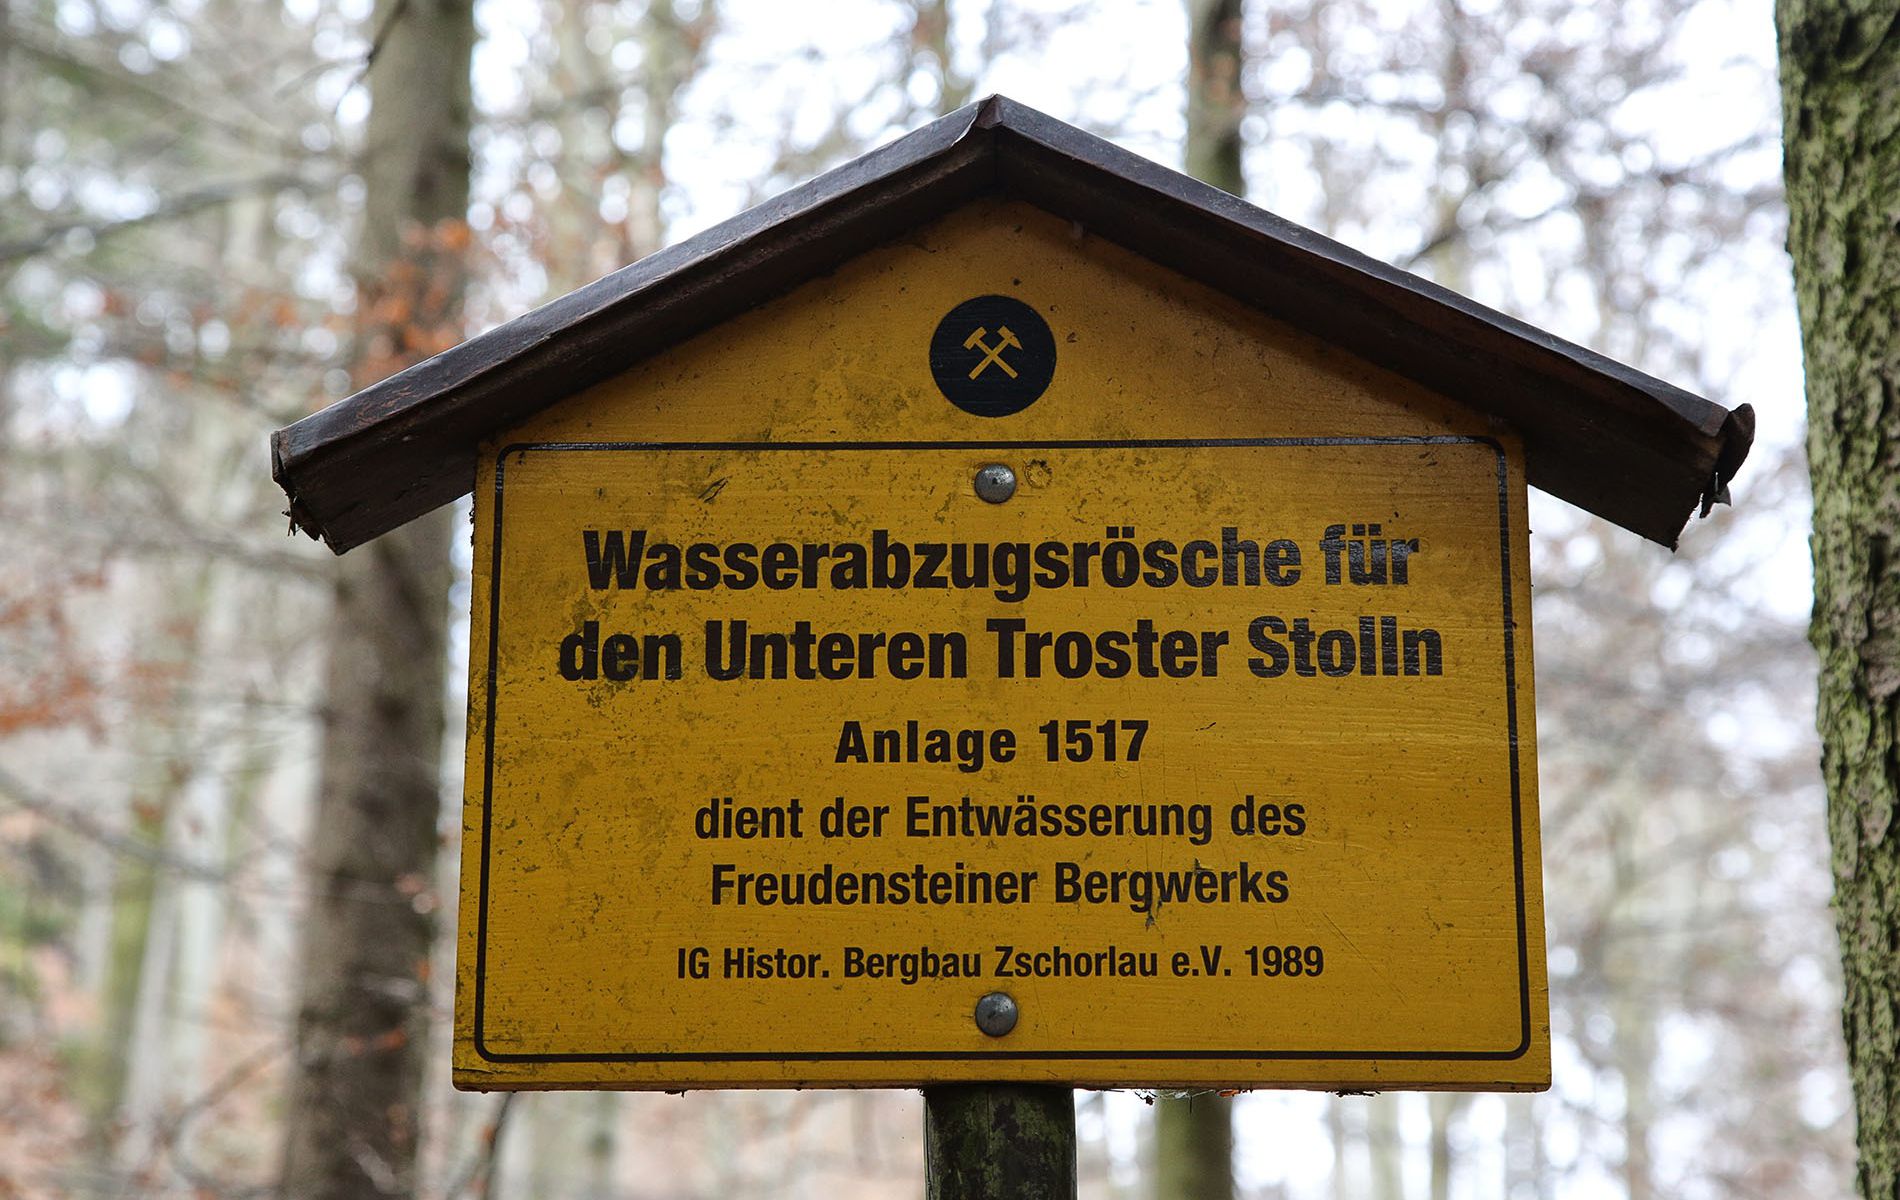 Wasserabzugsrösche für
den Unteren Troster Stolln
Anlage 1517
dient der Entwässerung des
Freudensteiner Bergwerks
IG Histor. Bergbau Zschorlau e.V. 1989